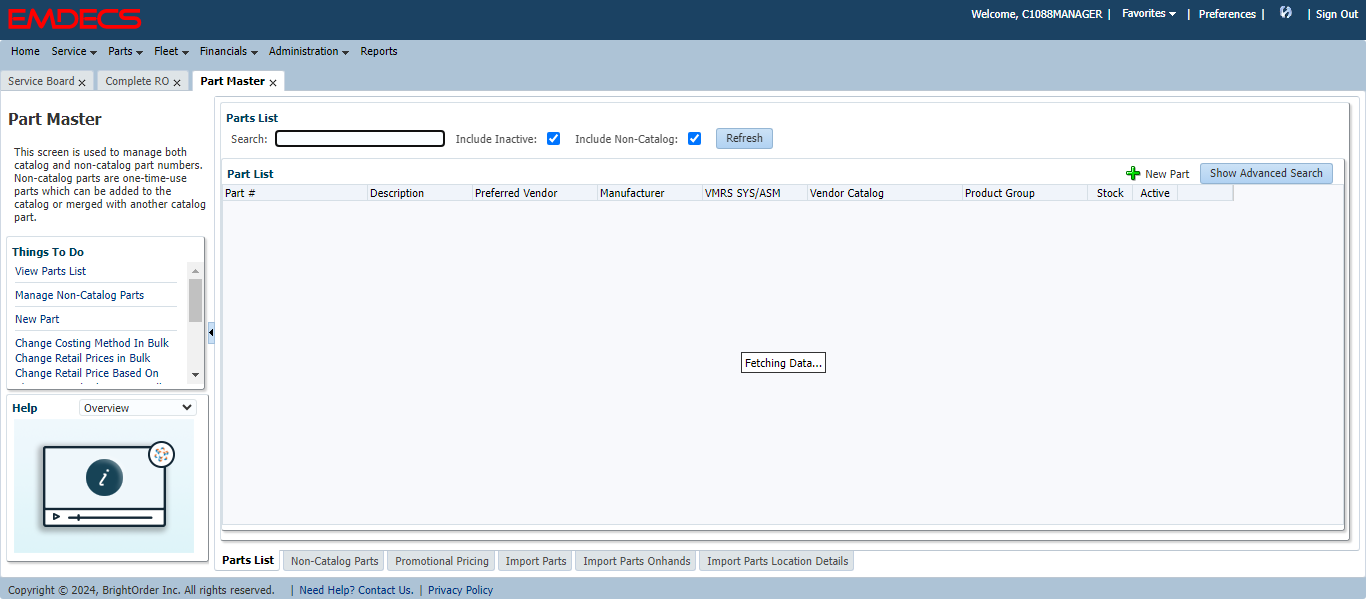 EMDECS
Welcome, C1088MANAGER | Favorites | Preferences | | Sign Out
Home Service Parts Fleet Financials Administration Reports
Service Board x Complete RO x Part Master x
Part Master
This screen is used to manage both
catalog and non-catalog part numbers.
Non-catalog parts are one-time-use
parts which can be added to the
catalog or merged with another catalog
part.
Things To Do
View Parts List
Manage Non-Catalog Parts
New Part
Change Costing Method In Bulk
Change Retail Prices in Bulk
Change Retail Price Based On
Help Overview
i
Parts List
Search: Include Inactive: Include Non-Catalog: Refresh
Part List New Part Show Advanced Search
Part # Description Preferred Vendor Manufacturer VMRS SYS/ASM Vendor Catalog Product Group Stock Active
Fetching Data...
Parts List Non-Catalog Parts Promotional Pricing Import Parts Import Parts Onhands Import Parts Location Details
Copyright © 2024, BrightOrder Inc. All rights reserved. | Need Help? Contact Us. | Privacy Policy